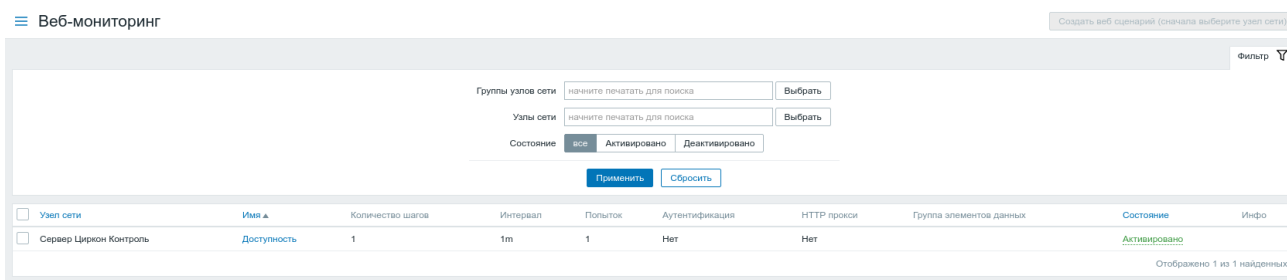 Веб-мониторинг
Создать веб сценарий (сначала выберите узел сети)
Фильтр
Группы узлов сети начните печатать для поиска Выбрать
Узлы сети начните печатать для поиска Выбрать
Состояние все Активировано Деактивировано
Применить Сбросить
Узел сети Имя Количество шагов Интервал Попыток Аутентификация HTTP прокси Группа элементов данных Состояние Инфо
Сервер Циркон Контроль Доступность 1 1m 1 Нет Нет Активировано
Отображено 1 из 1 найденных